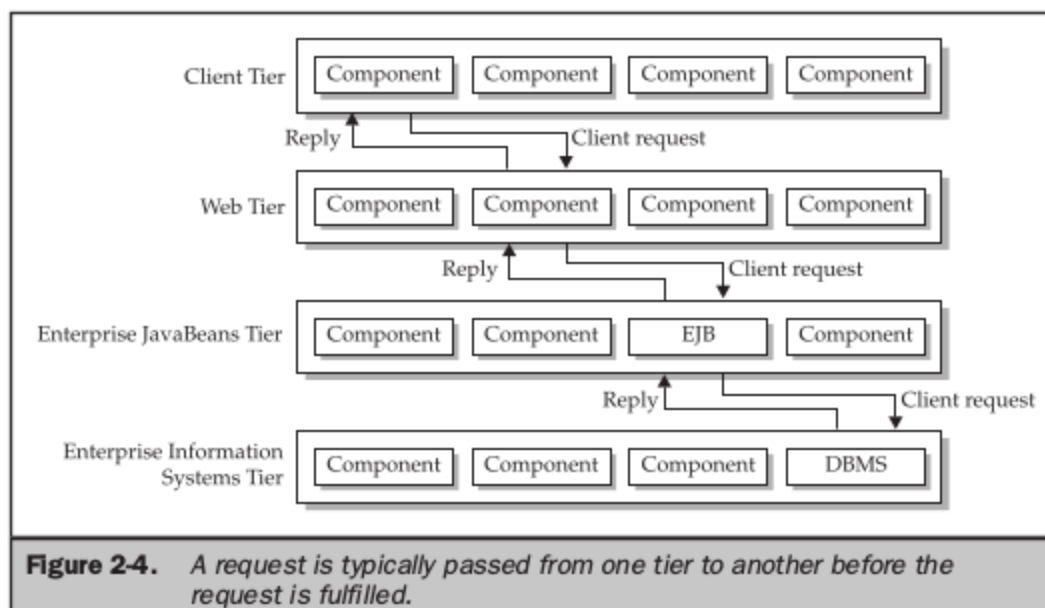 Client Tier
Component Component Component Component
Reply
Client request
Web Tier
Component Component Component Component
Reply
Client request
Enterprise JavaBeans Tier
Component Component EJB Component
Reply
Client request
Enterprise Information
Systems Tier
Component Component Component DBMS
Figure 2-4. A request is typically passed from one tier to another before the
request is fulfilled.